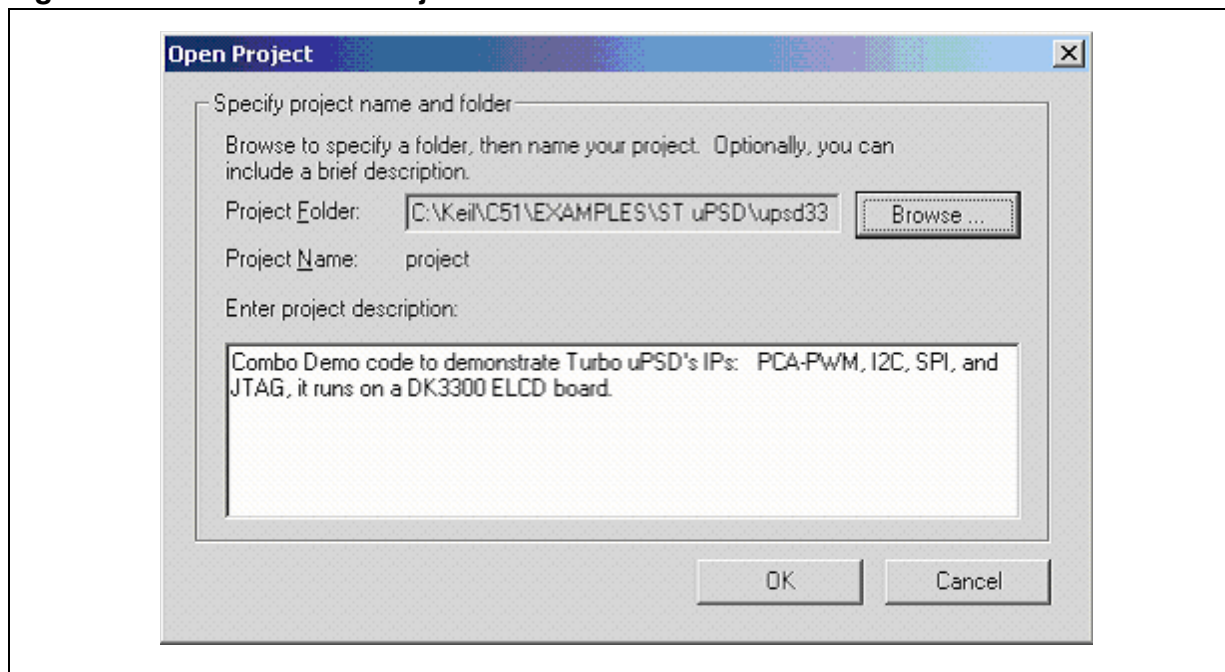 Open Project
Specify project name and folder
Browse to specify a folder, then name your project. Optionally, you can
include a brief description.
Project Folder: C:\Keil\C51\EXAMPLES\ST uPSD\upsd33 Browse ...
Project Name: project
Enter project description:
Combo Demo code to demonstrate Turbo uPSD's IPs: PCA-PWM, I2C, SPI, and
JTAG, it runs on a DK3300 ELCD board.
OK Cancel